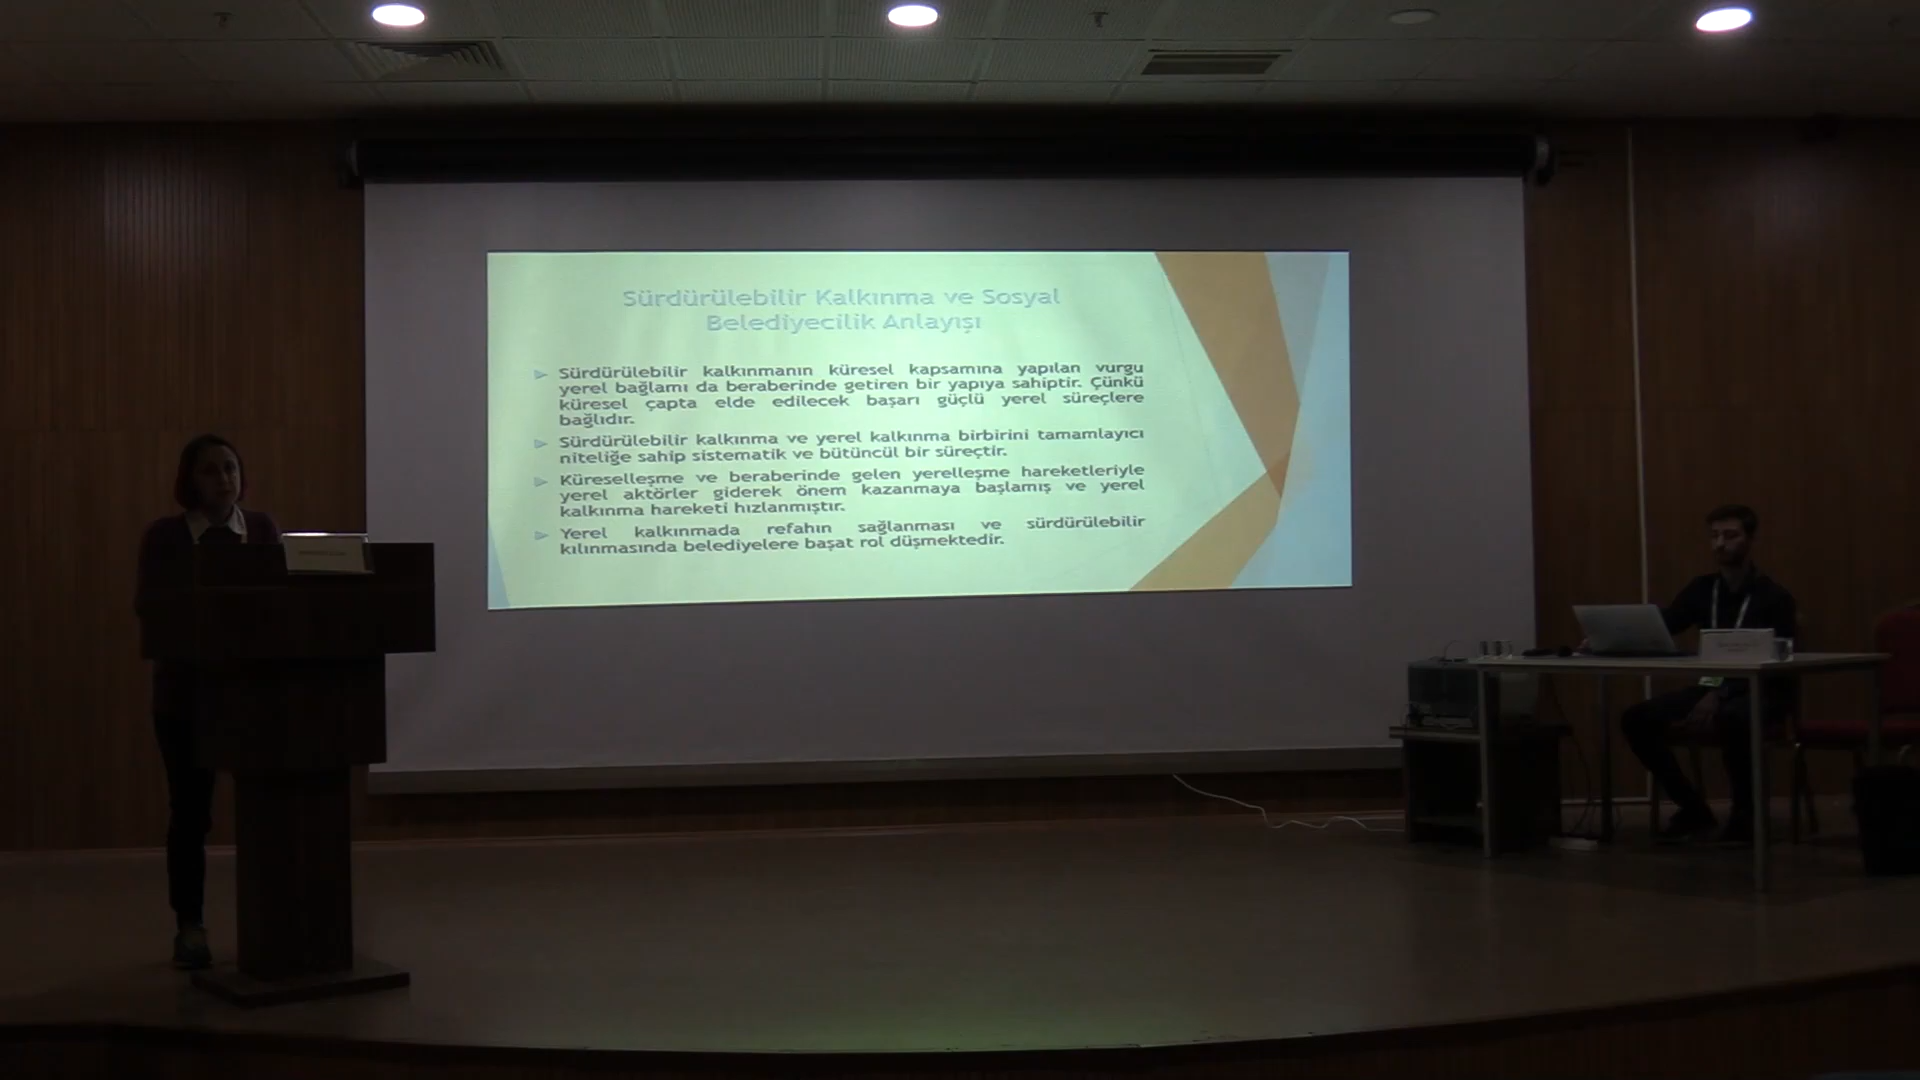 Sürdürülebilir Kalkınma ve Sosyal
Belediyecilik Anlayışı
Sürdürülebilir kalkınmanın küresel kapsamına yapılan vurgu
yerel bağlamı da beraberinde getiren bir yapıya sahiptir. Çünkü
küresel çapta elde edilecek başarı güçlü yerel süreçlere
bağlıdır.
Sürdürülebilir kalkınma ve yerel kalkınma birbirini tamamlayıcı
niteliğe sahip sistematik ve bütüncül bir süreçtir.
Küreselleşme ve beraberinde gelen yerelleşme hareketleriyle
yerel aktörler giderek önem kazanmaya başlamış ve yerel
kalkınma hareketi hızlanmıştır.
Yerel kalkınmada refahın sağlanması ve sürdürülebilir
kılınmasında belediyelere başat rol düşmektedir.